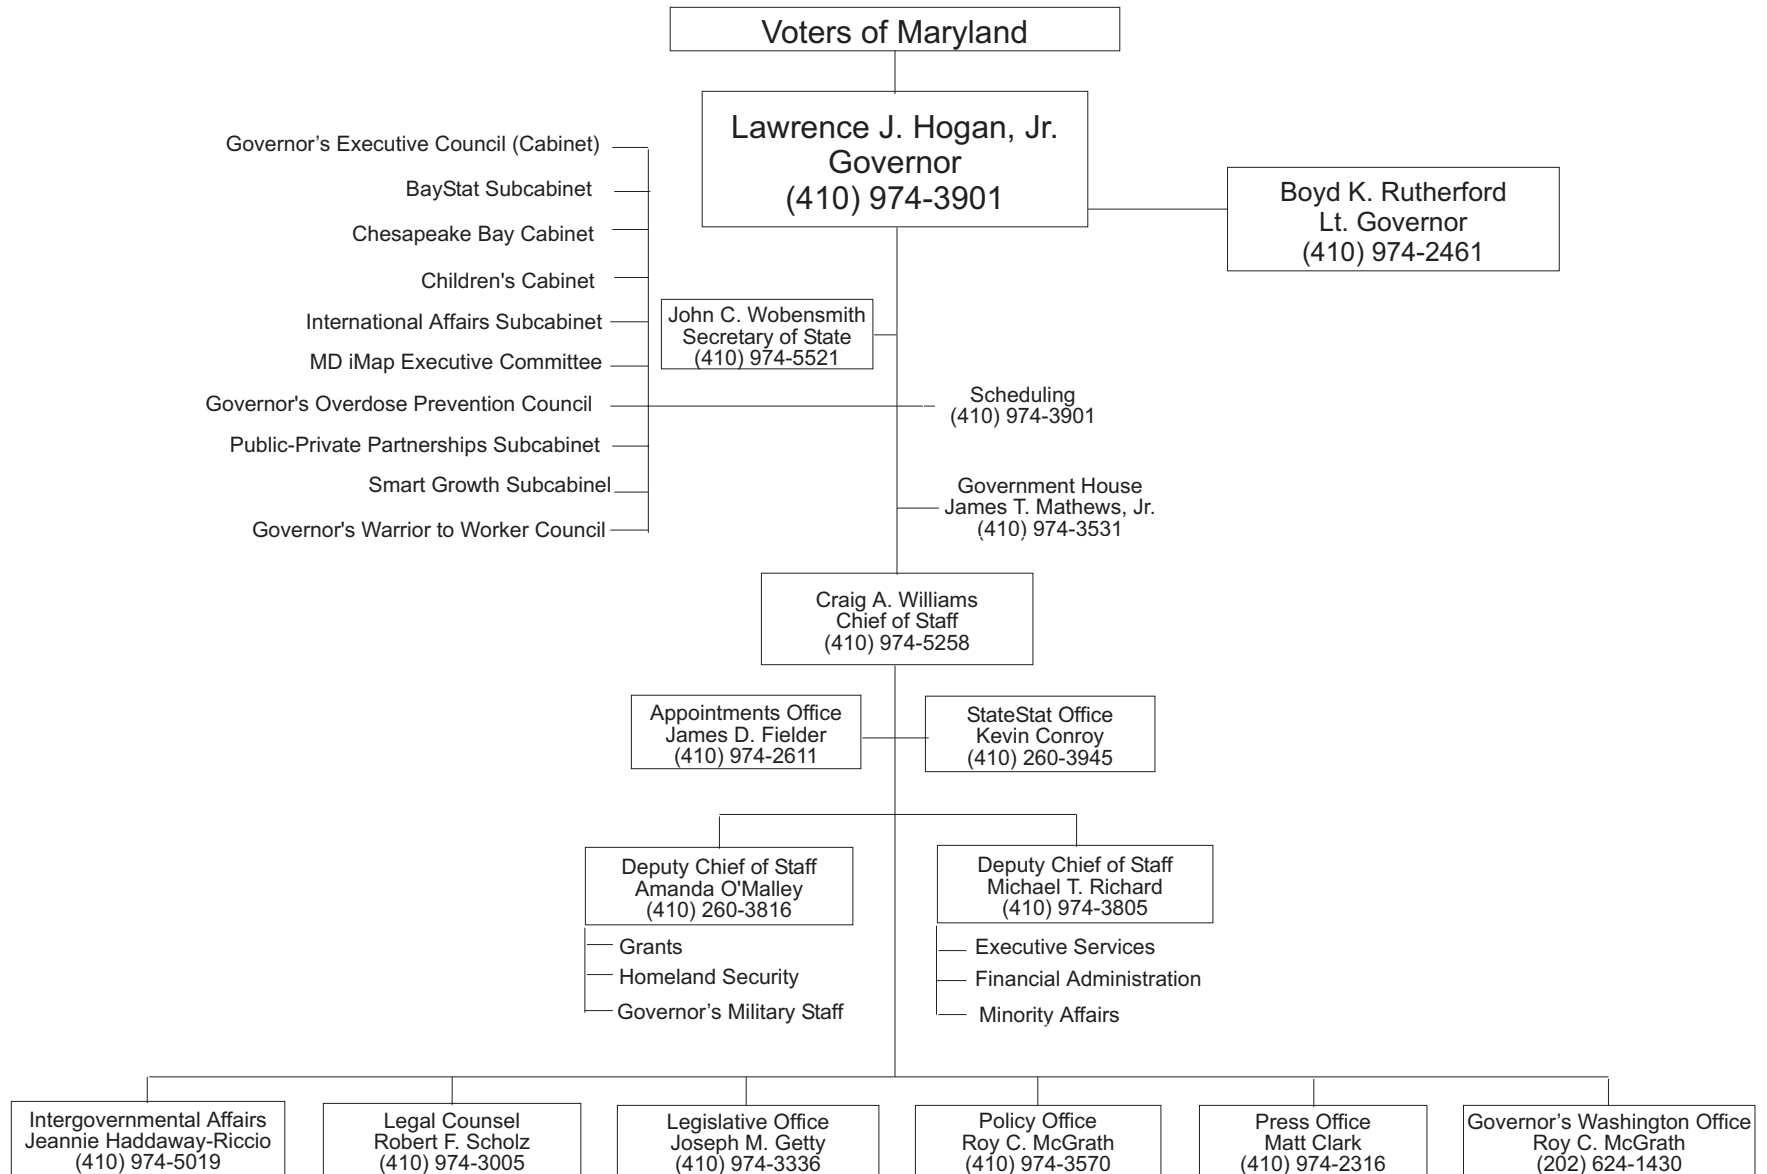 Voters of Maryland
Lawrence J. Hogan, Jr.
Governor
(410) 974-3901
Boyd K. Rutherford
Lt. Governor
(410) 974-2461
Governor’s Executive Council (Cabinet)
BayStat Subcabinet
Chesapeake Bay Cabinet
Children's Cabinet
International Affairs Subcabinet
MD iMap Executive Committee
Governor's Overdose Prevention Council
Public-Private Partnerships Subcabinet
Smart Growth Subcabinel
Governor's Warrior to Worker Council
John C. Wobensmith
Secretary of State
(410) 974-5521
Scheduling
(410) 974-3901
Government House
James T. Mathews, Jr.
(410) 974-3531
Craig A. Williams
Chief of Staff
(410) 974-5258
Appointments Office
James D. Fielder
(410) 974-2611
StateStat Office
Kevin Conroy
(410) 260-3945
Deputy Chief of Staff
Amanda O'Malley
(410) 260-3816
Grants
Homeland Security
Governor’s Military Staff
Deputy Chief of Staff
Michael T. Richard
(410) 974-3805
Executive Services
Financial Administration
Minority Affairs
Intergovernmental Affairs
Jeannie Haddaway-Riccio
(410) 974-5019
Legal Counsel
Robert F. Scholz
(410) 974-3005
Legislative Office
Joseph M. Getty
(410) 974-3336
Policy Office
Roy C. McGrath
(410) 974-3570
Press Office
Matt Clark
(410) 974-2316
Governor’s Washington Office
Roy C. McGrath
(202) 624-1430